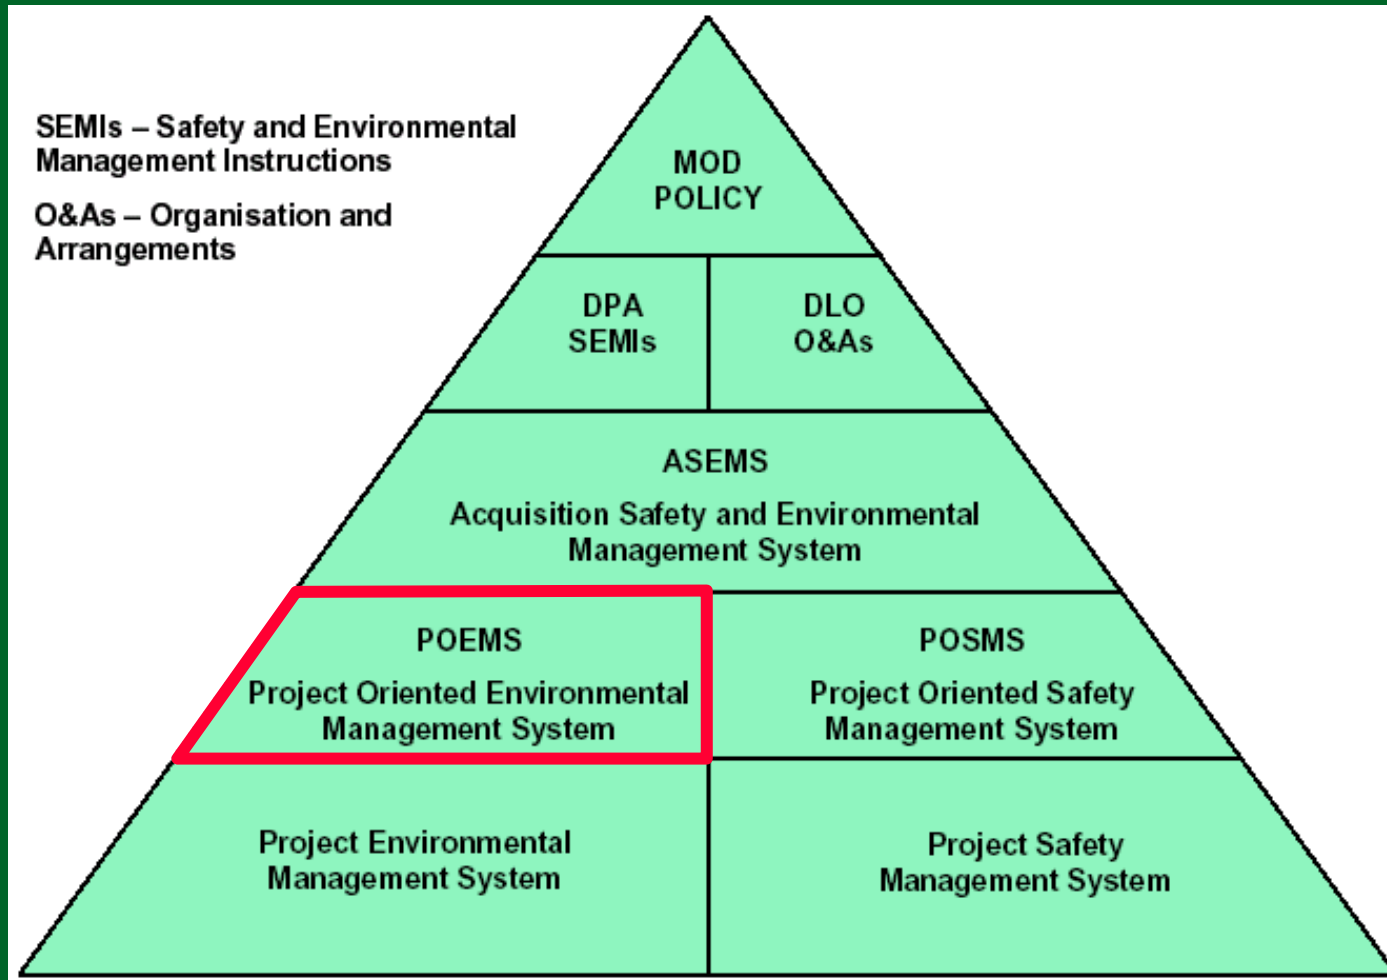 SEMIs – Safety and Environmental
Management Instructions
O&As – Organisation and
Arrangements
MOD
POLICY
DPA
SEMIs
DLO
O&As
ASEMS
Acquisition Safety and Environmental
Management System
POEMS
Project Oriented Environmental
Management System
POSMS
Project Oriented Safety
Management System
Project Environmental
Management System
Project Safety
Management System